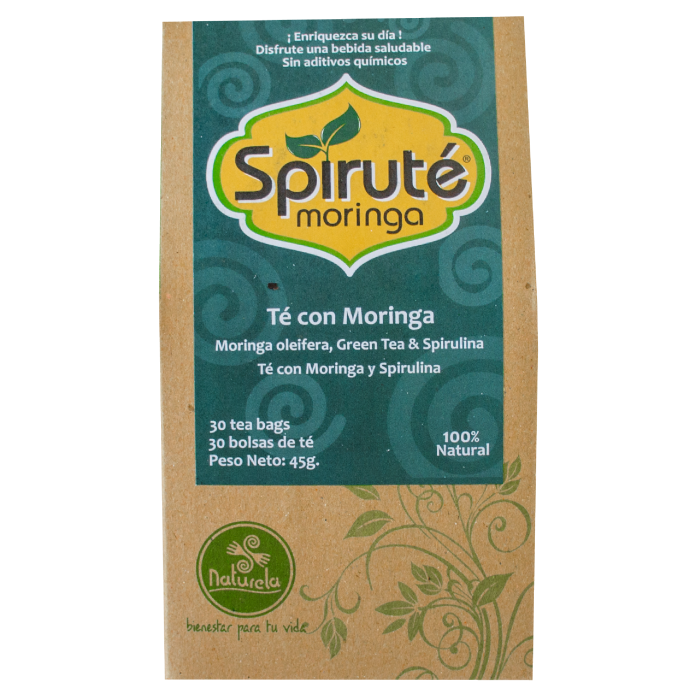 ¡ Enriquezca su día !
Disfrute una bebida saludable
Sin aditivos químicos
Spiruté®
moringa
Té con Moringa
Moringa oleifera, Green Tea & Spirulina
Té con Moringa y Spirulina
30 tea bags
30 bolsas de té
Peso Neto: 45g.
100%
Natural
Naturela
bienestar para tu vida